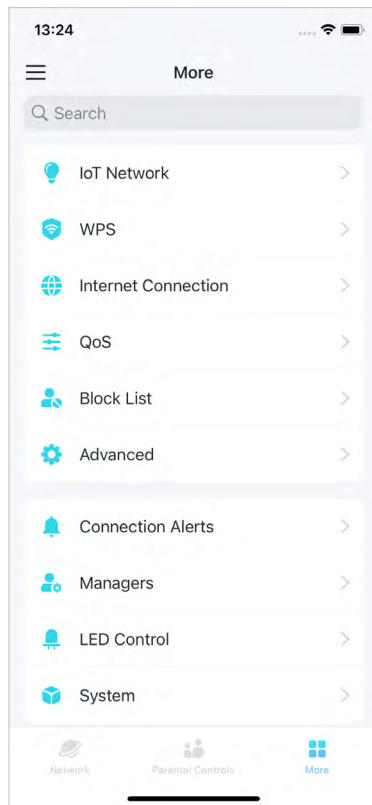 13:24
More
Search
IoT Network
WPS
Internet Connection
QoS
Block List
Advanced
Connection Alerts
Managers
LED Control
System
Network
Parental Controls
More